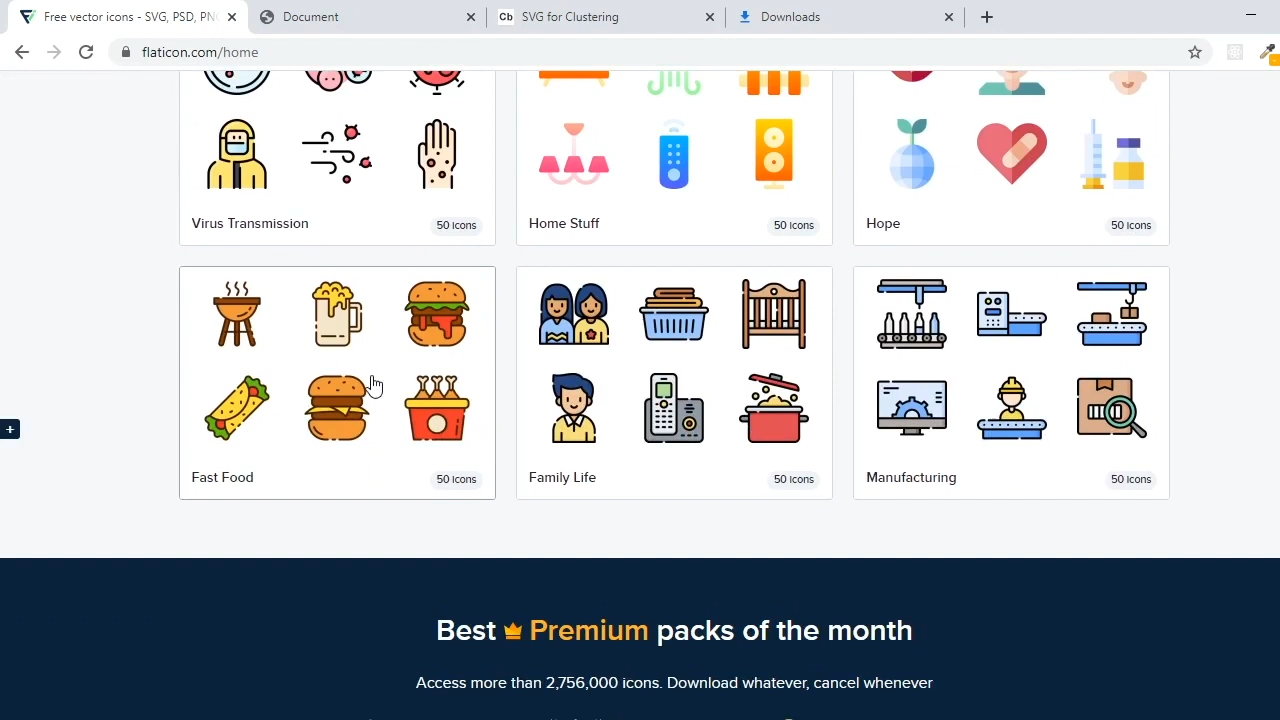 Free vector icons - SVG, PSD, PN
Document
Cb
SVG for Clustering
Downloads
flaticon.com/home
Virus Transmission
50 icons
Home Stuff
50 icons
Hope
50 icons
Fast Food
50 icons
Family Life
50 icons
Manufacturing
50 icons
Best Premium packs of the month
Access more than 2,756,000 icons. Download whatever, cancel whenever